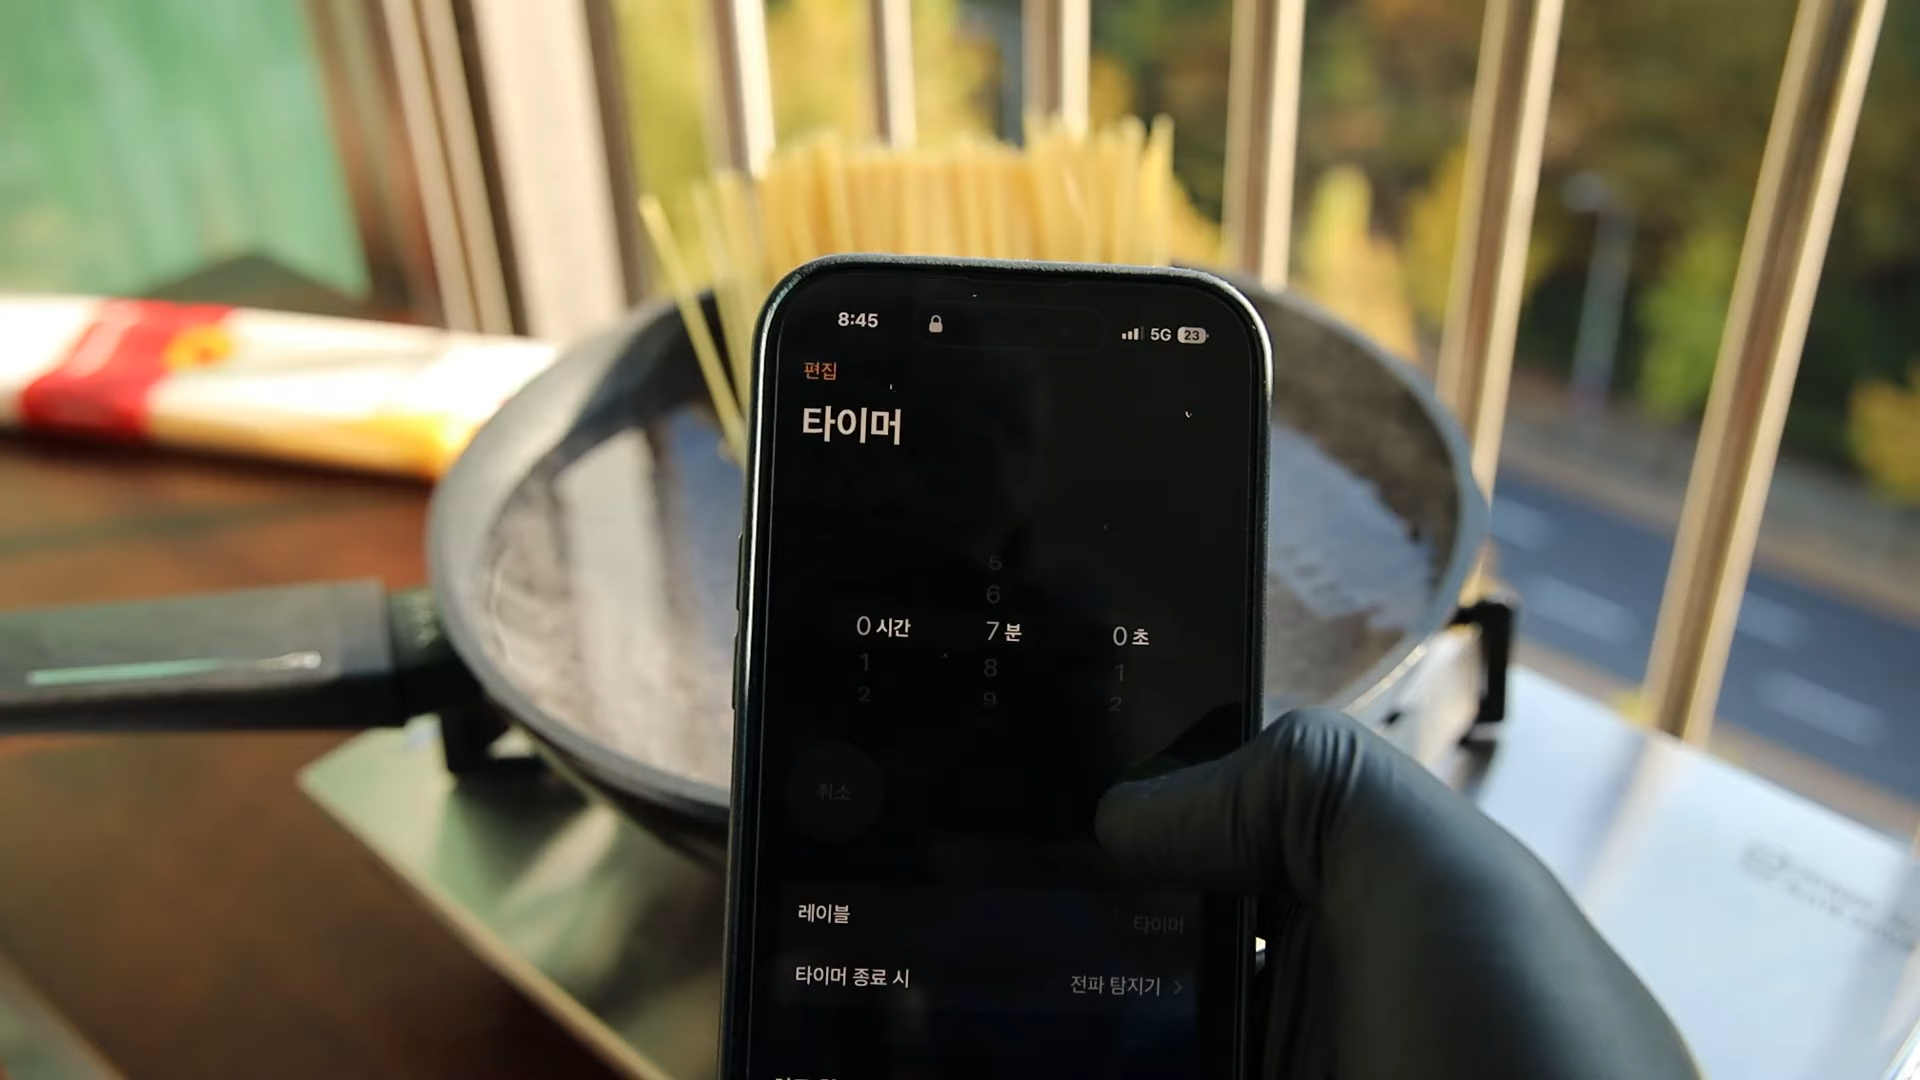 8:45 5G 23
편집
타이머
5
6
0 시간 7 분 0 초
1 8 1
2 9 2
취소
레이블 타이머
타이머 종료 시 전파 탐지기